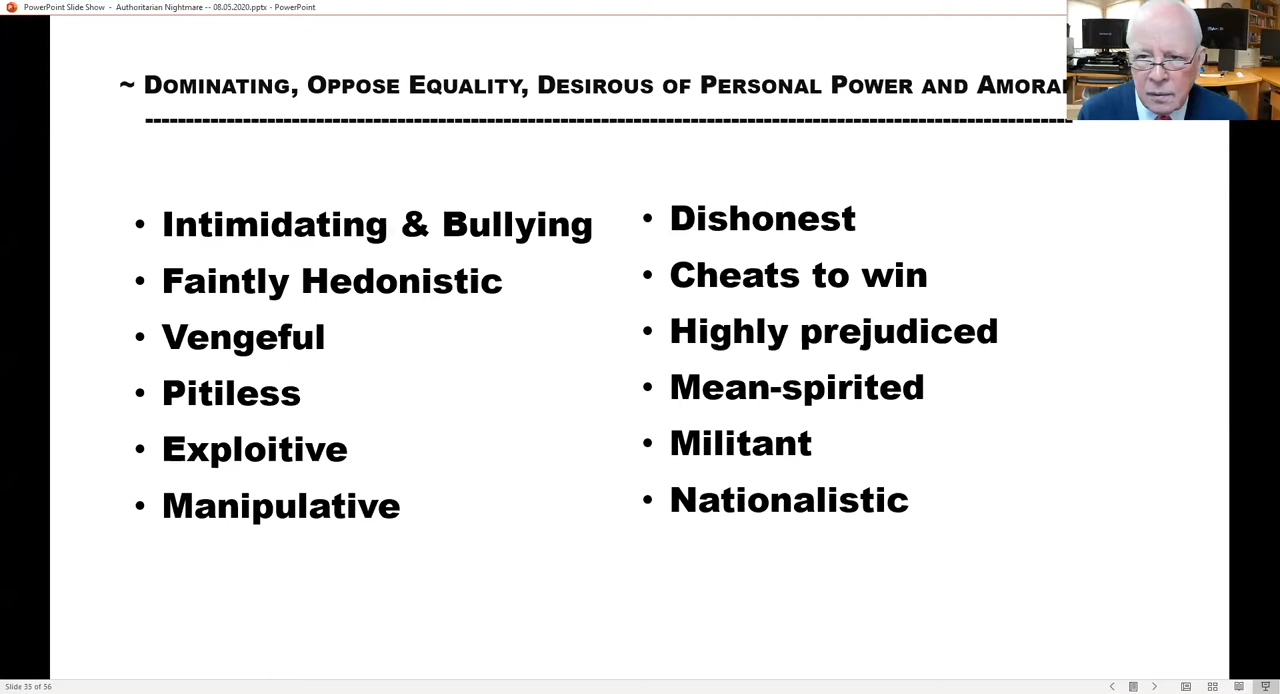 PowerPoint Slide Show - Authoritarian Nightmare -- 08.05.2020.pptx - PowerPoint
~ Dominating, Oppose Equality, Desirous of Personal Power and
• Intimidating & Bullying
• Faintly Hedonistic
• Vengeful
• Pitiless
• Exploitive
• Manipulative
• Dishonest
• Cheats to win
• Highly prejudiced
• Mean-spirited
• Militant
• Nationalistic
Slide 35 of 56